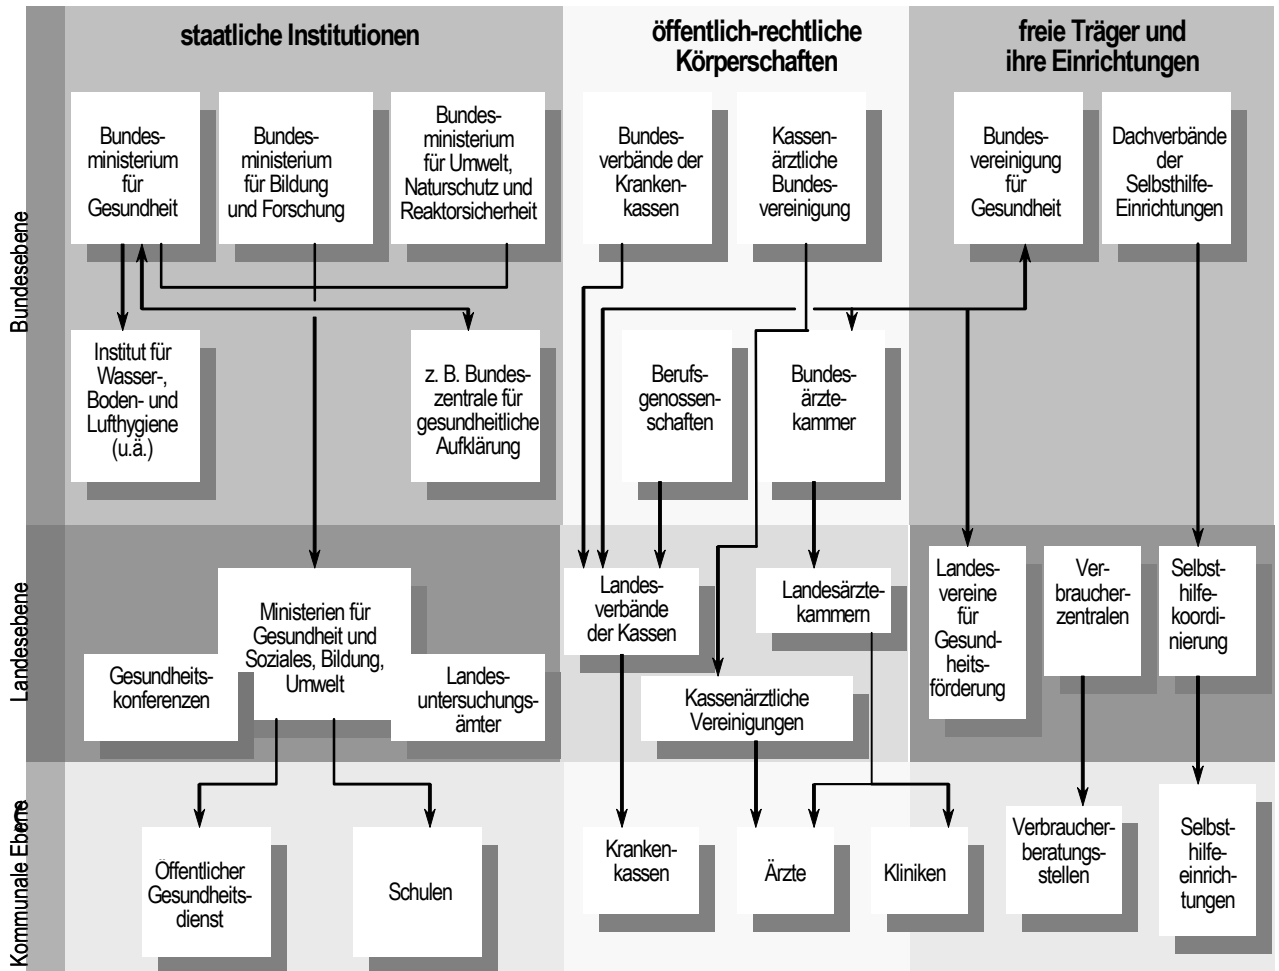 staatliche Institutionen
öffentlich-rechtliche
Körperschaften
freie Träger und
ihre Einrichtungen
Bundesebene
Bundes-
ministerium
für
Gesundheit
Bundes-
ministerium
für Bildung
und Forschung
Bundes-
ministerium
für Umwelt,
Naturschutz und
Reaktorsicherheit
Bundes-
verbände der
Kranken-
kassen
Kassen-
ärztliche
Bundes-
vereinigung
Bundes-
vereinigung
für
Gesundheit
Dachverbände
der
Selbsthilfe-
Einrichtungen
Institut für
Wasser-,
Boden- und
Lufthygiene
(u.ä.)
z. B. Bundes-
zentrale für
gesundheitliche
Aufklärung
Berufs-
genossen-
schaften
Bundes-
ärzte-
kammer
Landesebene
Ministerien für
Gesundheit und
Soziales, Bildung,
Umwelt
Gesundheits-
konferenzen
Landes-
untersuchungs-
ämter
Landes-
verbände
der Kassen
Landesärzte-
kammern
Kassenärztliche
Vereinigungen
Landes-
vereine
für
Gesund-
heits-
förderung
Ver-
braucher-
zentralen
Selbst-
hilfe-
koordi-
nierung
Kommunale Ebene
Öffentlicher
Gesundheits-
dienst
Schulen
Kranken-
kassen
Ärzte
Kliniken
Verbraucher-
beratungs-
stellen
Selbst-
hilfe-
einrich-
tungen